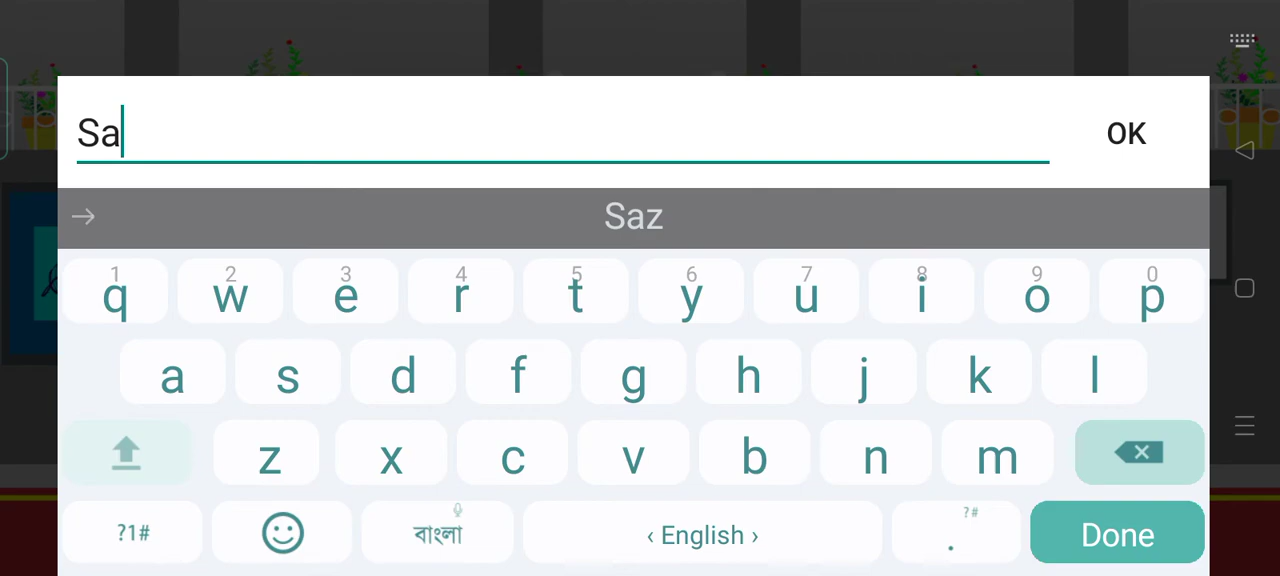 Sa
OK
Saz
1 2 3 4 5 6 7 8 9 0
q w e r t y u i o p
a s d f g h j k l
z x c v b n m
?1# বাংলা ‹ English › ?# . Done